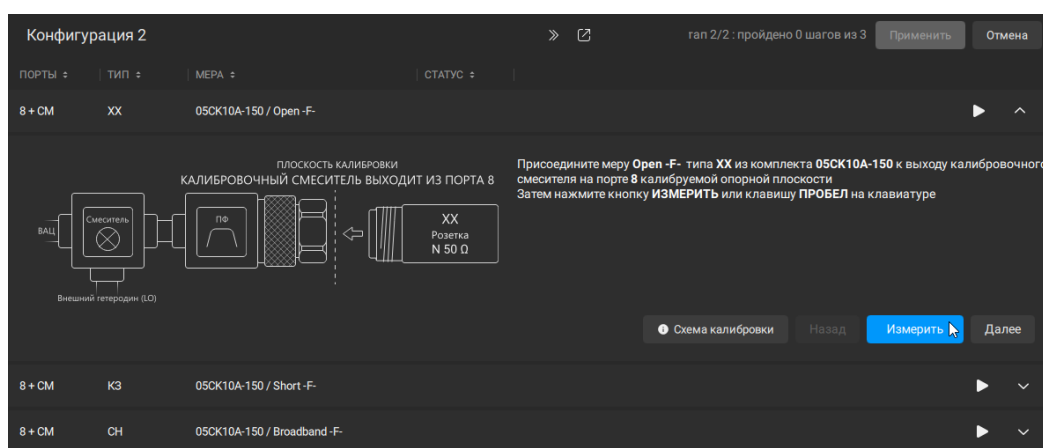 Конфигурация 2
гап 2/2 : пройдено 0 шагов из 3
Применить
Отмена
ПОРТЫ
ТИП
МЕРА
СТАТУС
8 + СМ
ХХ
05CK10A-150 / Open -F-
ПЛОСКОСТЬ КАЛИБРОВКИ
КАЛИБРОВОЧНЫЙ СМЕСИТЕЛЬ ВЫХОДИТ ИЗ ПОРТА 8
ВАЦ
Смеситель
ПФ
ХХ
Розетка
N 50 Ω
Внешний гетеродин (LO)
Присоедините меру Open -F- типа ХХ из комплекта 05CK10A-150 к выходу калибровочного
смесителя на порте 8 калибруемой опорной плоскости
Затем нажмите кнопку ИЗМЕРИТЬ или клавишу ПРОБЕЛ на клавиатуре
Схема калибровки
Назад
Измерить
Далее
8 + СМ
КЗ
05CK10A-150 / Short -F-
8 + СМ
СН
05CK10A-150 / Broadband -F-